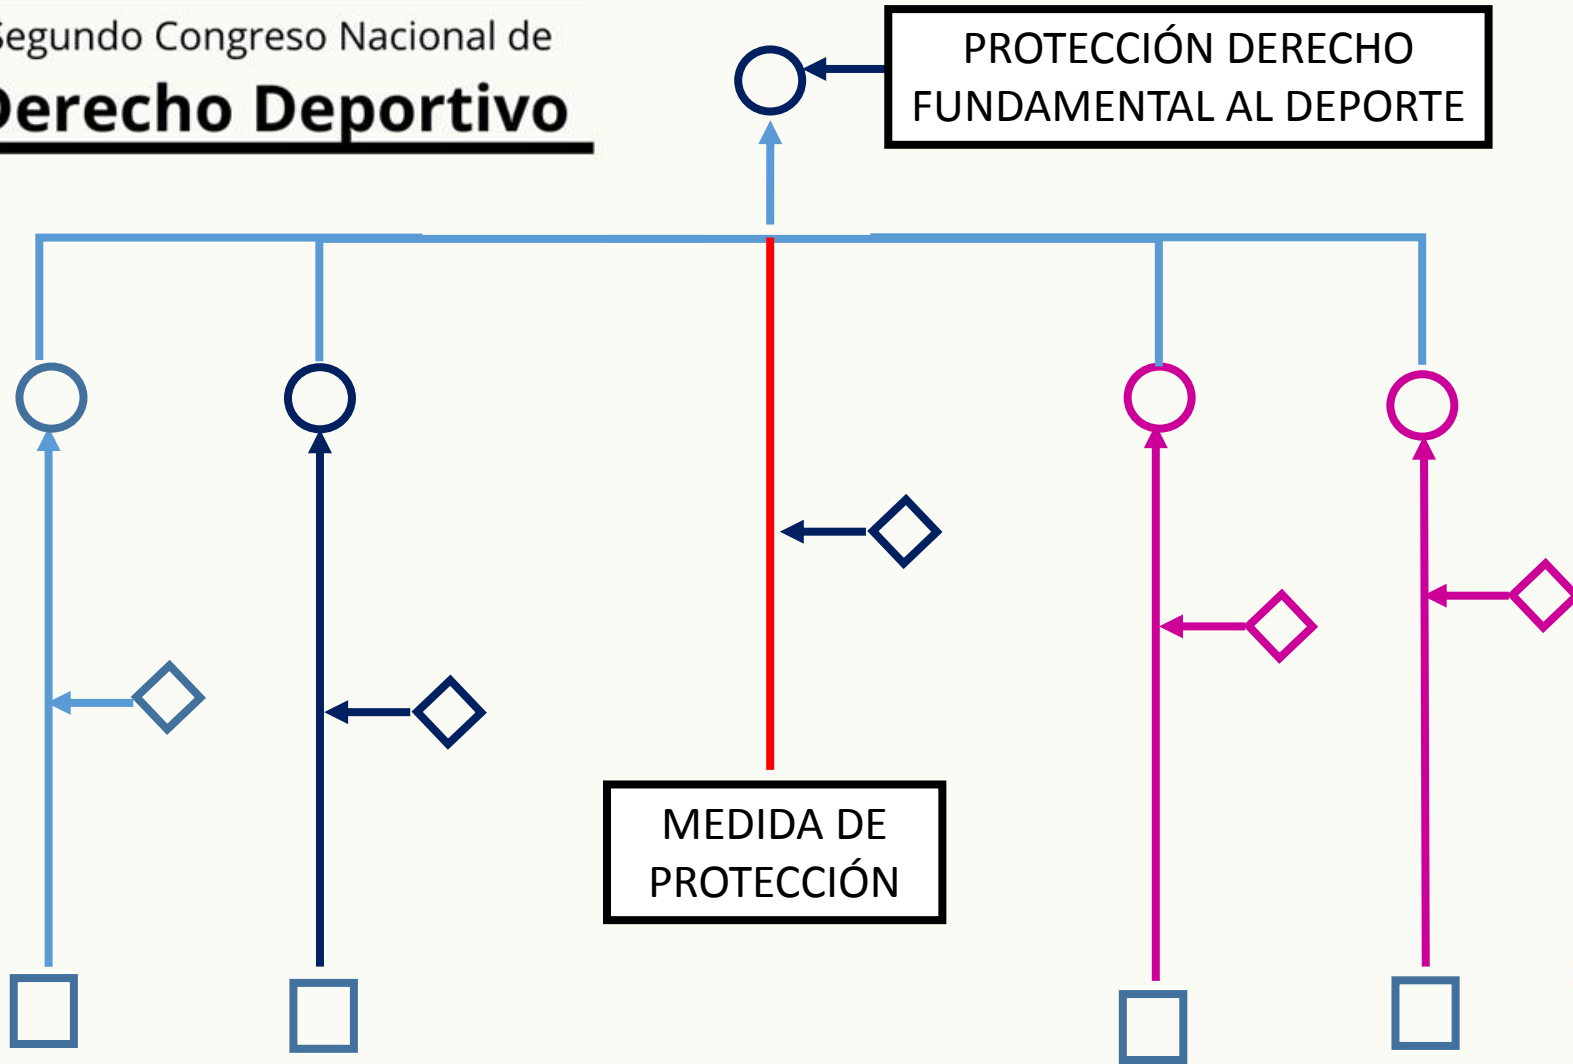 Segundo Congreso Nacional de
Derecho Deportivo
PROTECCIÓN DERECHO
FUNDAMENTAL AL DEPORTE
MEDIDA DE
PROTECCIÓN